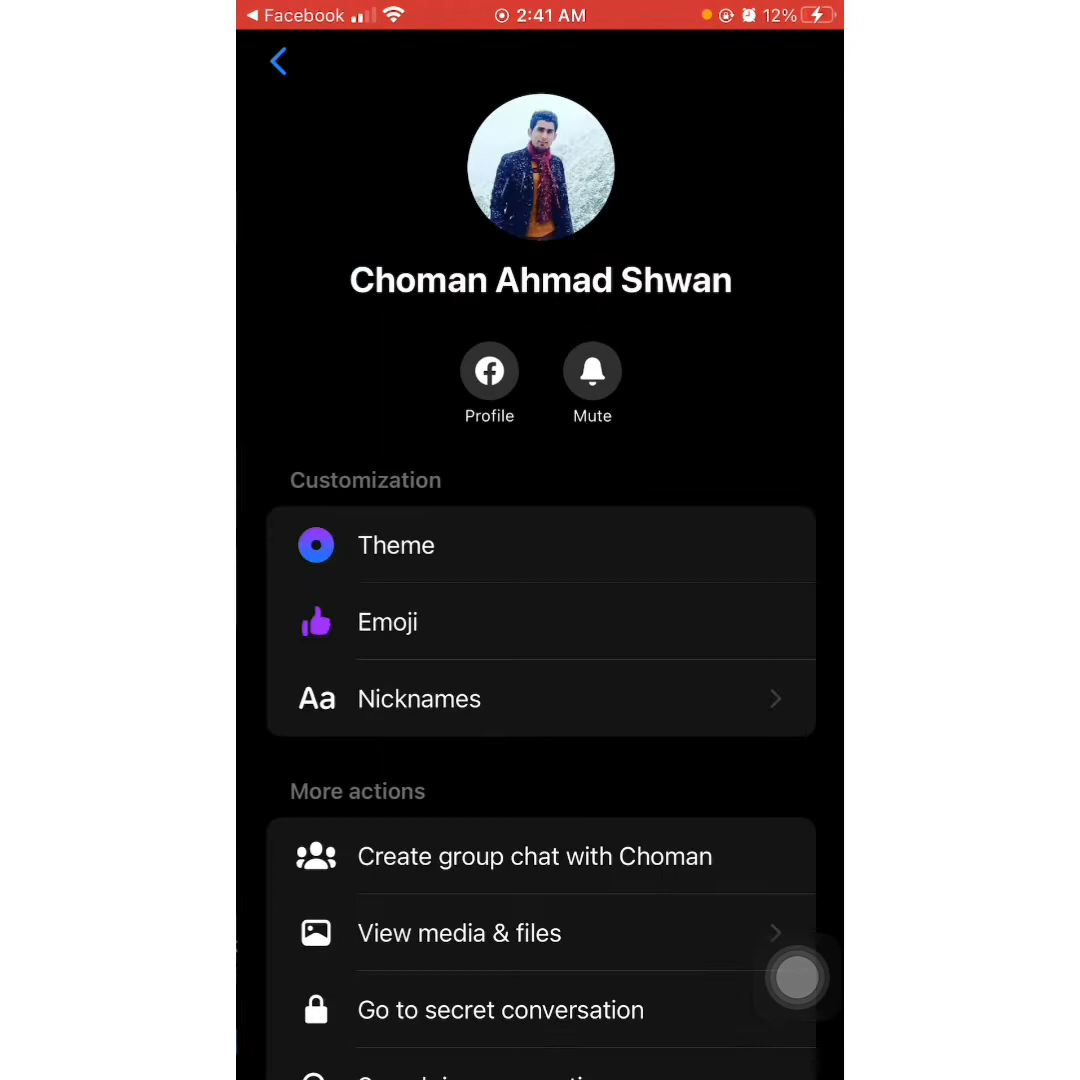 Facebook 2:41 AM 12%
Choman Ahmad Shwan
Profile Mute
Customization
Theme
Emoji
Aa Nicknames
More actions
Create group chat with Choman
View media & files
Go to secret conversation